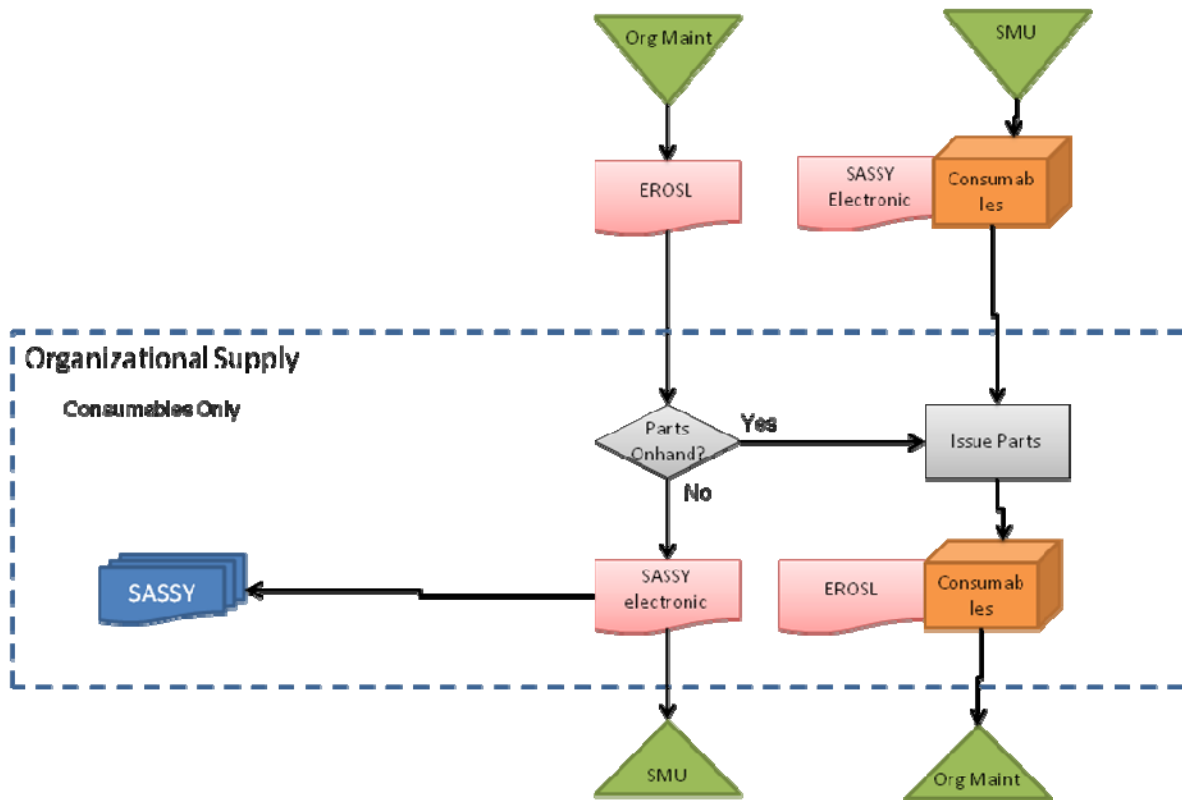 Org Maint
SMU
EROSL
SASSY
Electronic
Consumab
les
Organizational Supply
Consumables Only
Parts
Onhand?
Yes
Issue Parts
No
SASSY
SASSY
electronic
EROSL
Consumab
les
SMU
Org Maint